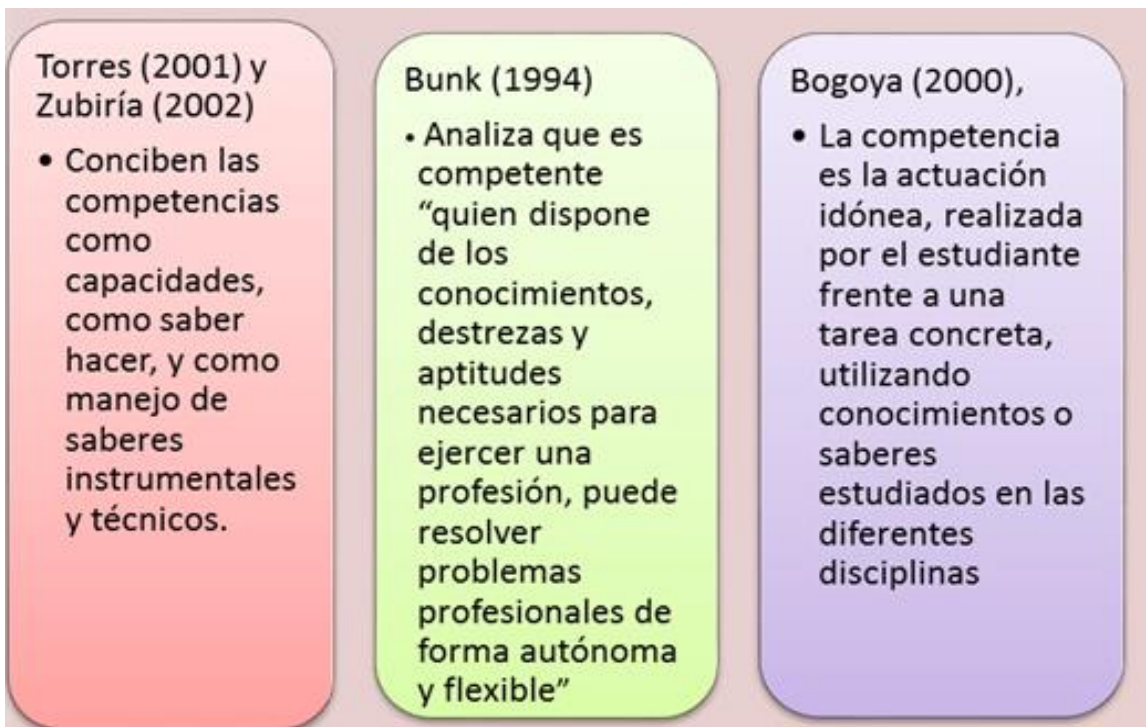 Torres (2001) y
Zubiría (2002)
• Conciben las
competencias
como
capacidades,
como saber
hacer, y como
manejo de
saberes
instrumentales
y técnicos.
Bunk (1994)
• Analiza que es
competente
“quien dispone
de los
conocimientos,
destrezas y
aptitudes
necesarios para
ejercer una
profesión, puede
resolver
problemas
profesionales de
forma autónoma
y flexible”
Bogoya (2000),
• La competencia
es la actuación
idónea, realizada
por el estudiante
frente a una
tarea concreta,
utilizando
conocimientos o
saberes
estudiados en las
diferentes
disciplinas